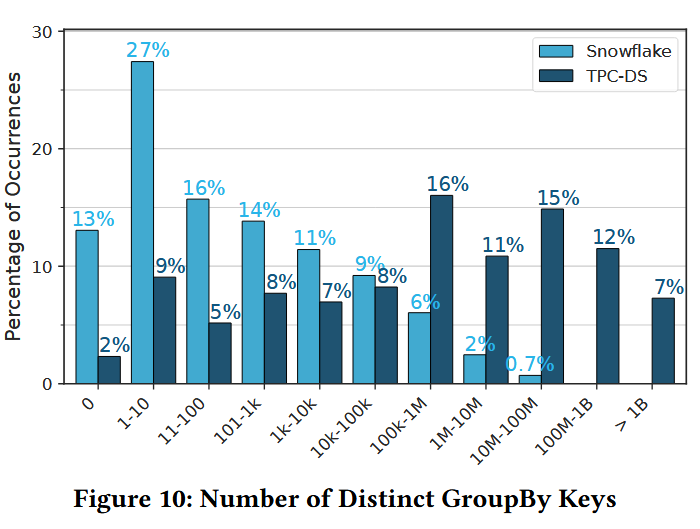 30
20
10
0
Percentage of Occurrences
Snowflake
TPC-DS
13%
2%
27%
9%
16%
5%
14%
8%
11%
7%
9%
8%
6%
16%
2%
11%
0.7%
15%
12%
7%
0
1-10
11-100
101-1k
1k-10k
10k-100k
100k-1M
1M-10M
10M-100M
100M-1B
> 1B
Figure 10: Number of Distinct GroupBy Keys